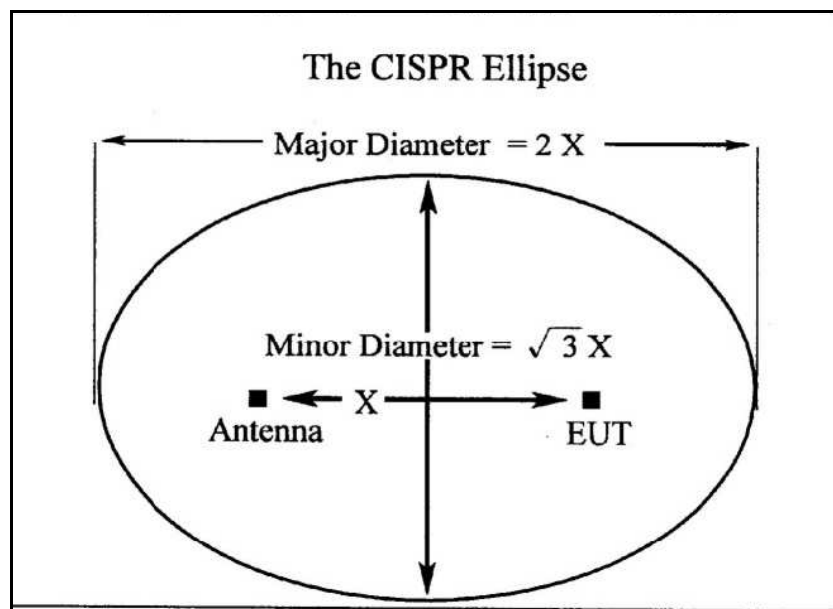 The CISPR Ellipse
Major Diameter = 2 X
Minor Diameter = √3 X
X
Antenna
EUT